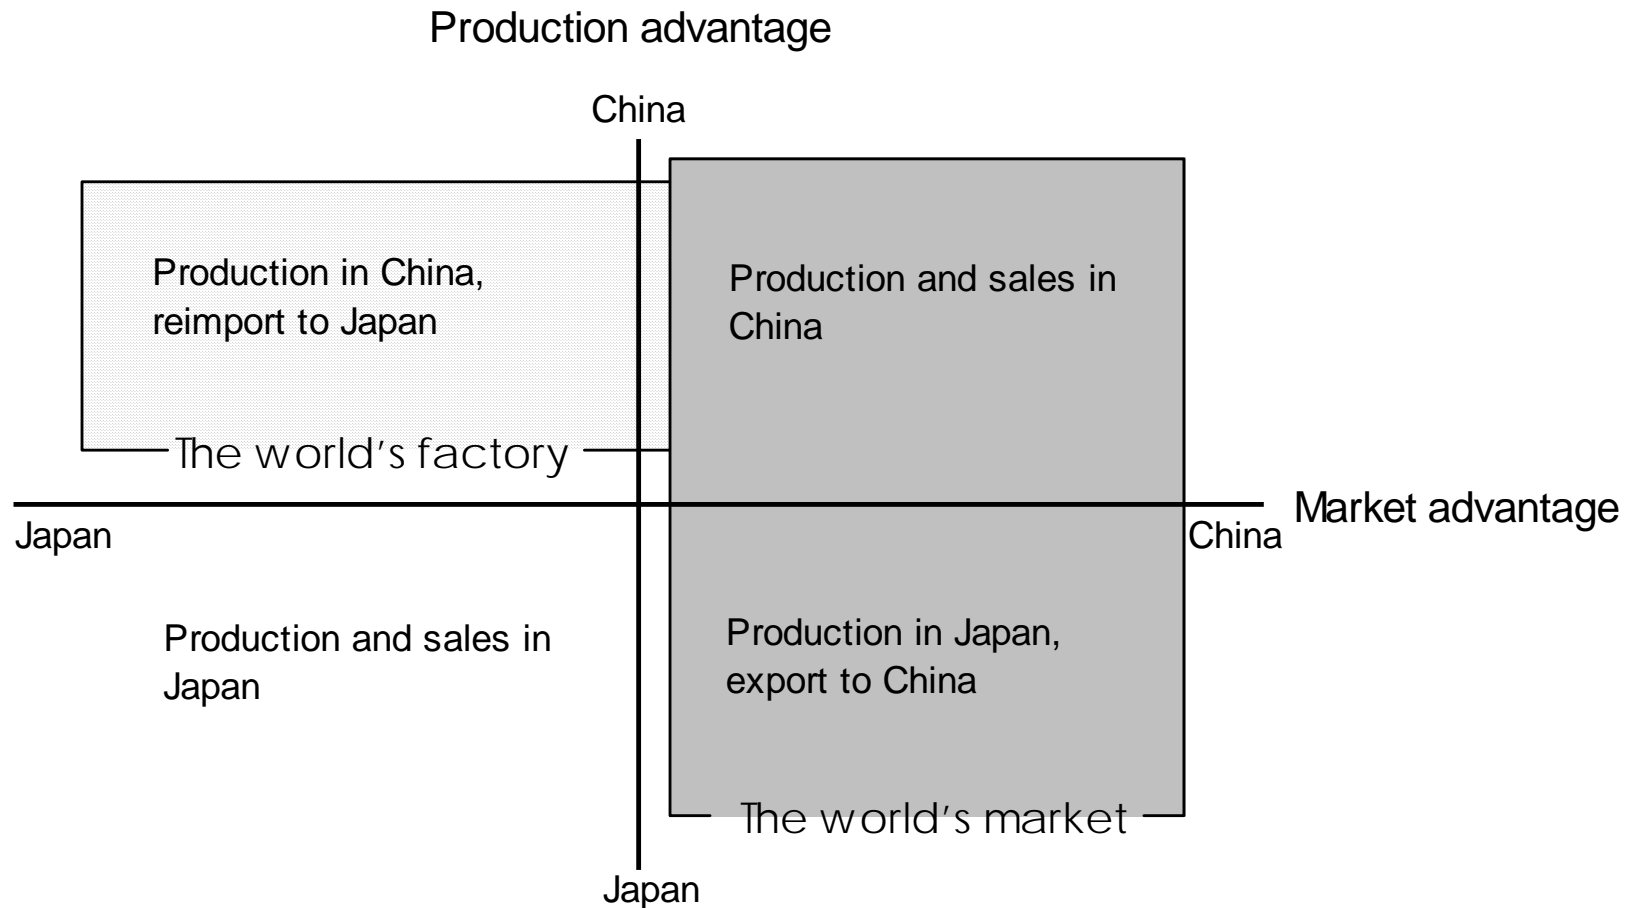 Production advantage
China
Production in China,
reimport to Japan
Production and sales in
China
The world's factory
Japan
China
Market advantage
Production and sales in
Japan
Production in Japan,
export to China
The world's market
Japan